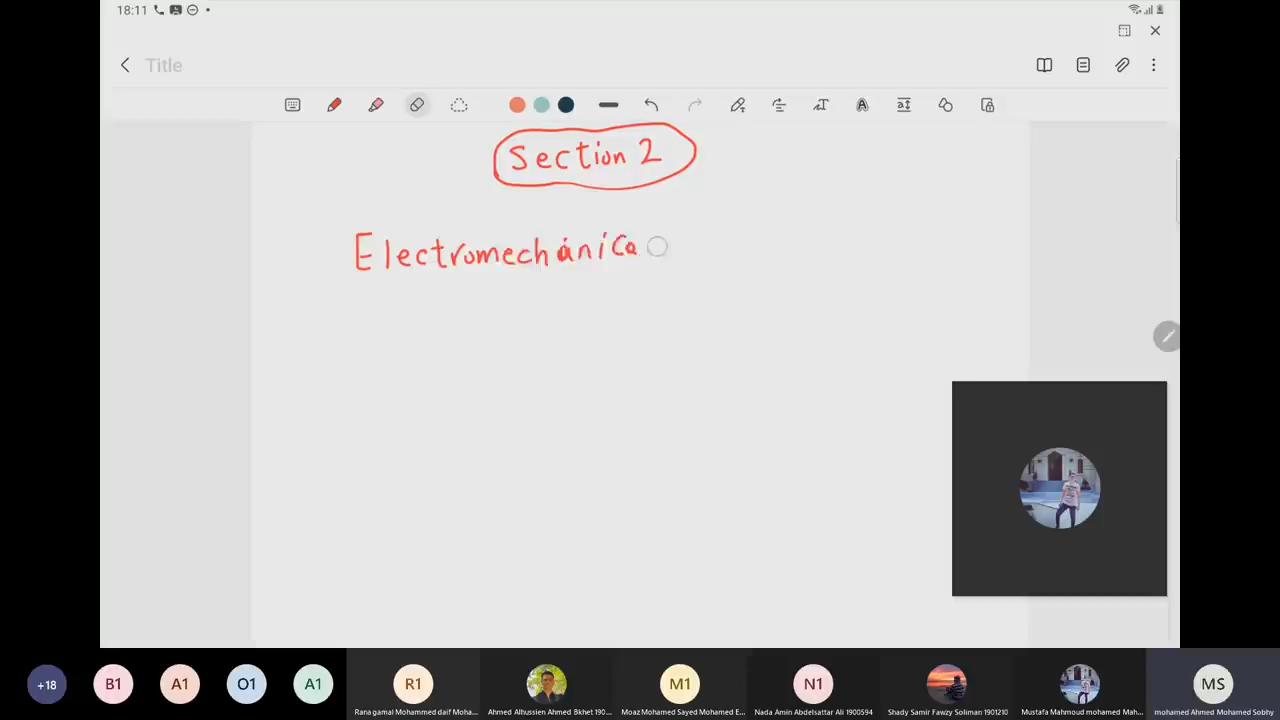 18:11
Title
Section 2
Electromechanica
+18
B1
A1
O1
A1
R1
M1
N1
MS
Rana gamal Mohammed daif Moha...
Ahmed Alhussien Ahmed Bkhet 190...
Moaz Mohamed Sayed Mohamed E...
Nada Amin Abdelsattar Ali 1900594
Shady Samir Fawzy Soliman 1901210
Mustafa Mahmoud mohamed Mah...
mohamed Ahmed Mohamed Sobby